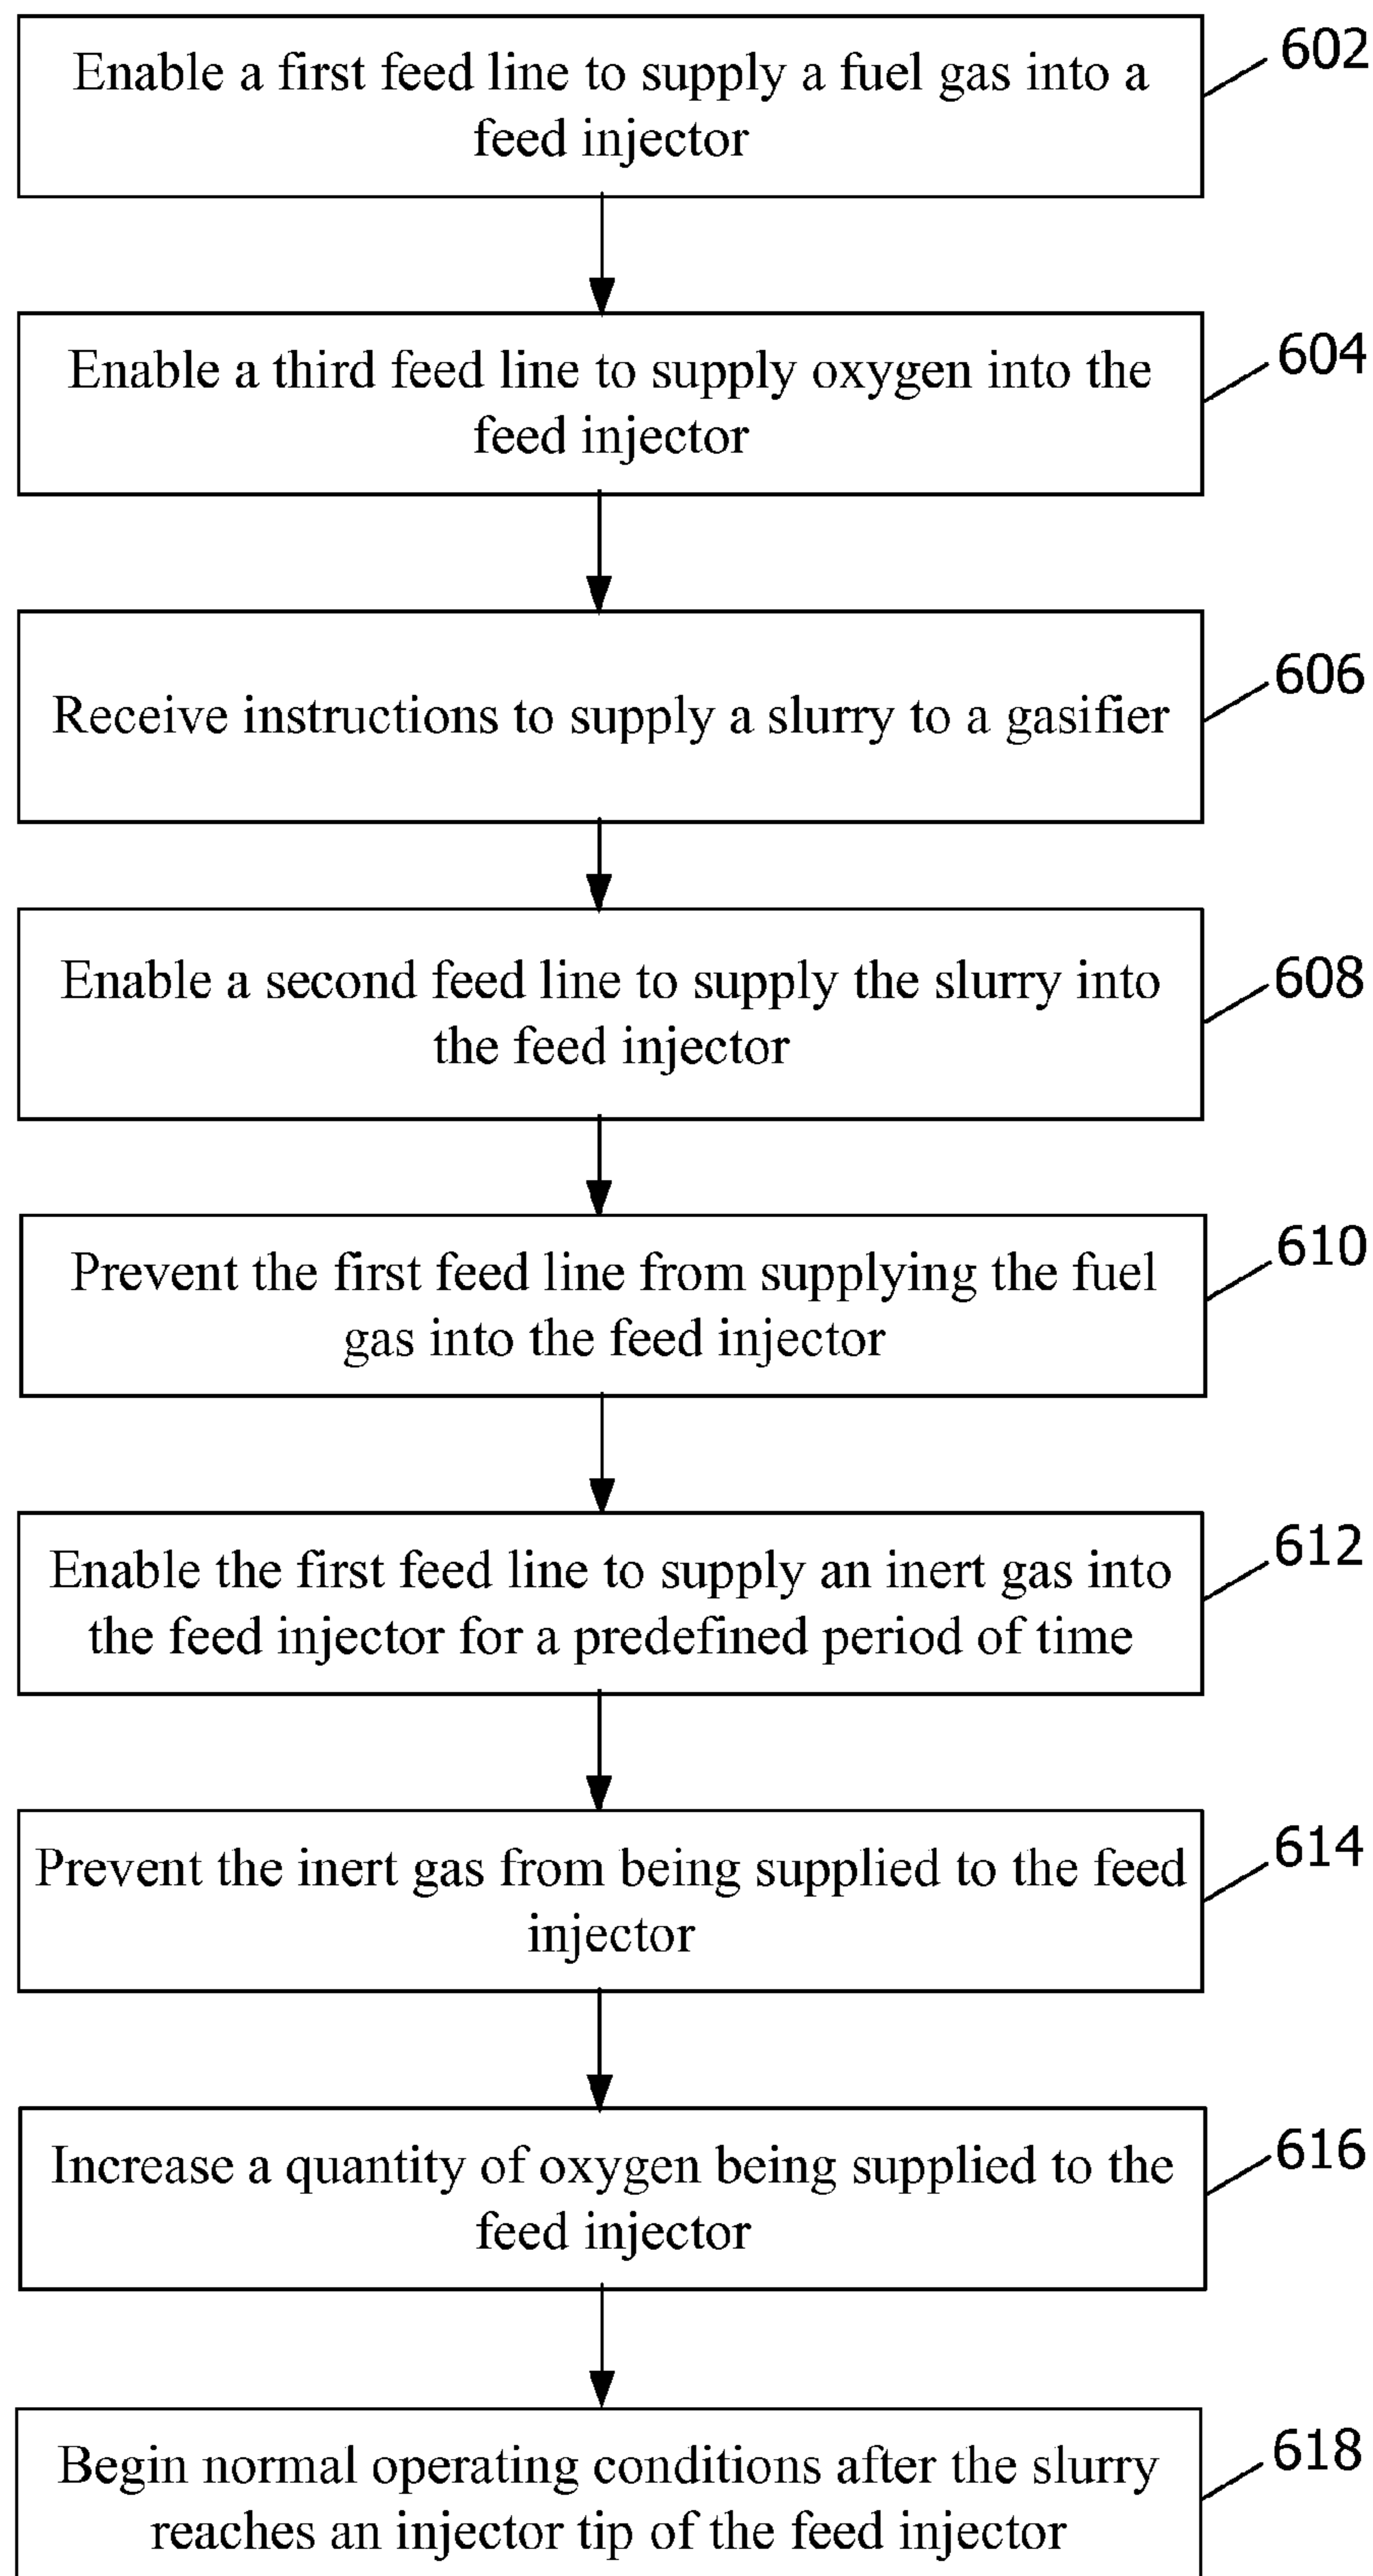 Enable a first feed line to supply a fuel gas into a
feed injector
602
Enable a third feed line to supply oxygen into the
feed injector
604
Receive instructions to supply a slurry to a gasifier
606
Enable a second feed line to supply the slurry into
the feed injector
608
Prevent the first feed line from supplying the fuel
gas into the feed injector
610
Enable the first feed line to supply an inert gas into
the feed injector for a predefined period of time
612
Prevent the inert gas from being supplied to the feed
injector
614
Increase a quantity of oxygen being supplied to the
feed injector
616
Begin normal operating conditions after the slurry
reaches an injector tip of the feed injector
618